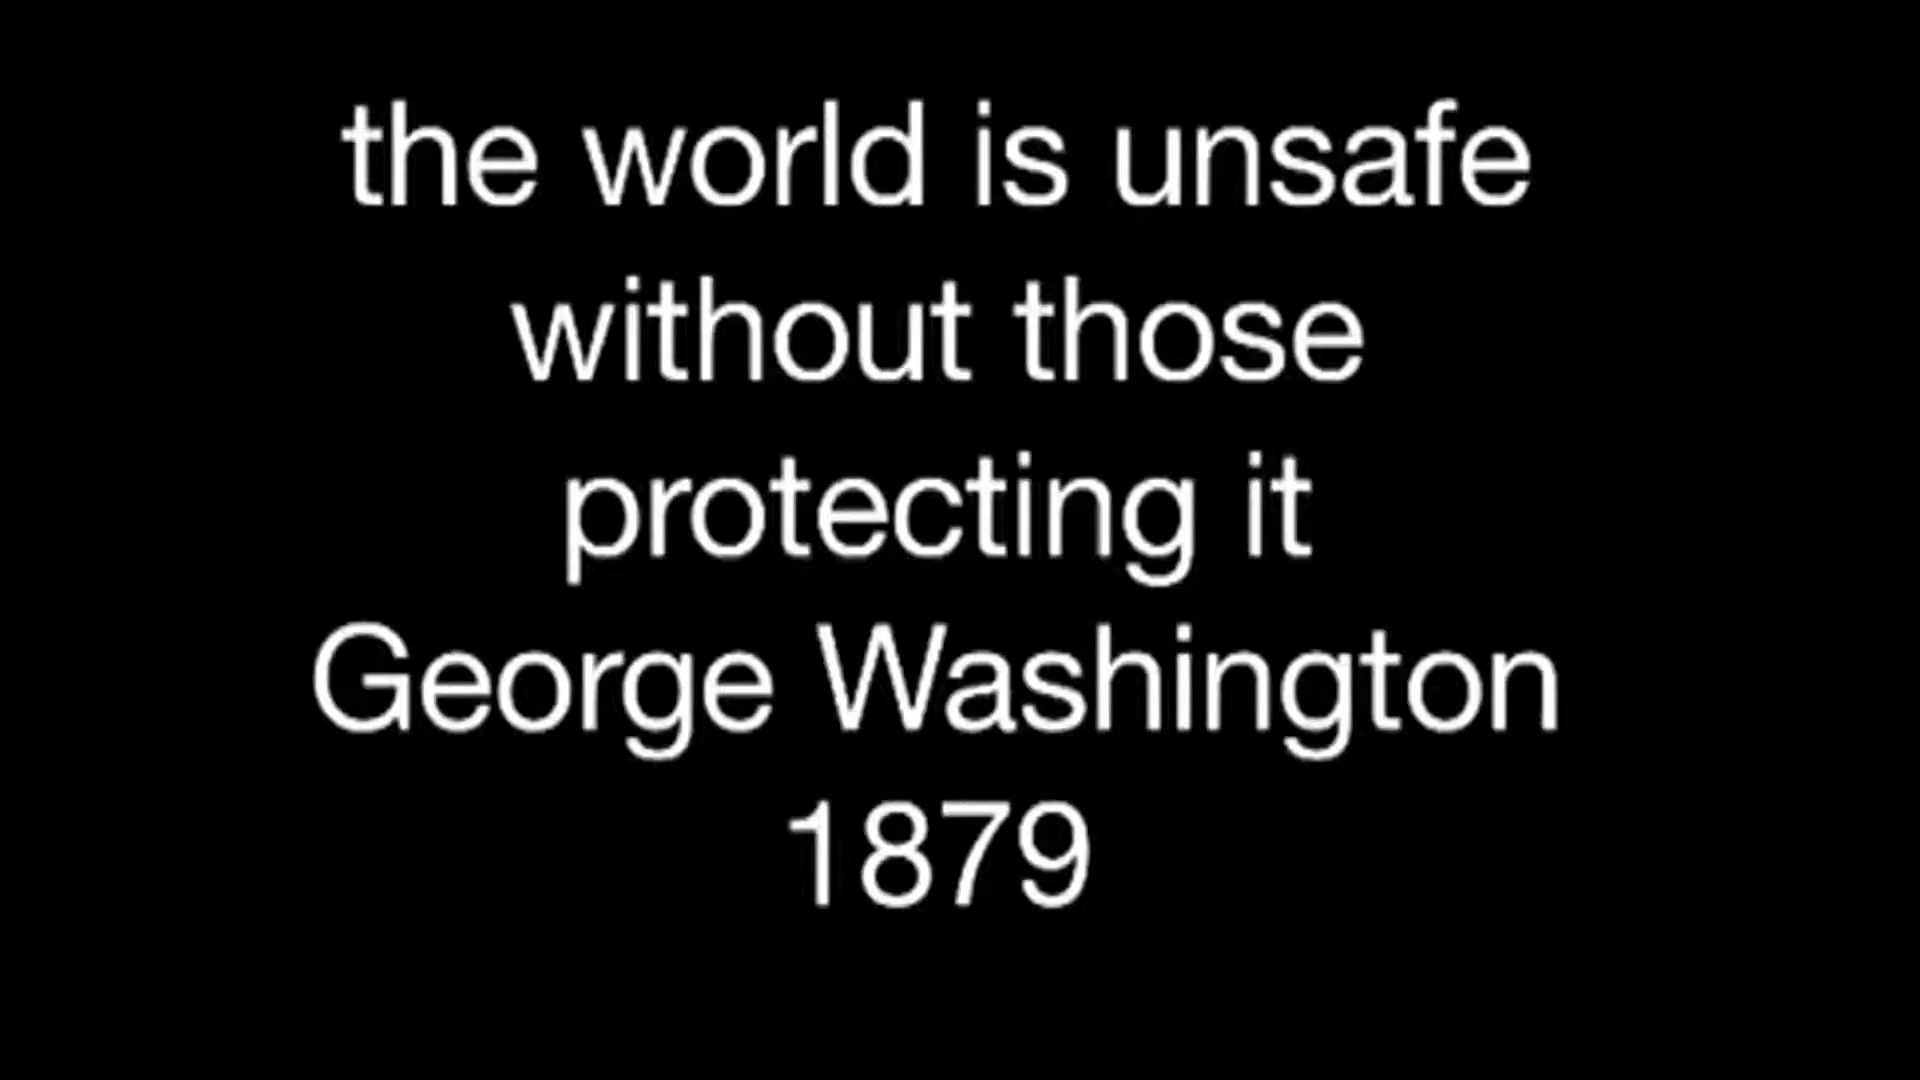 the world is unsafe
without those
protecting it
George Washington
1879